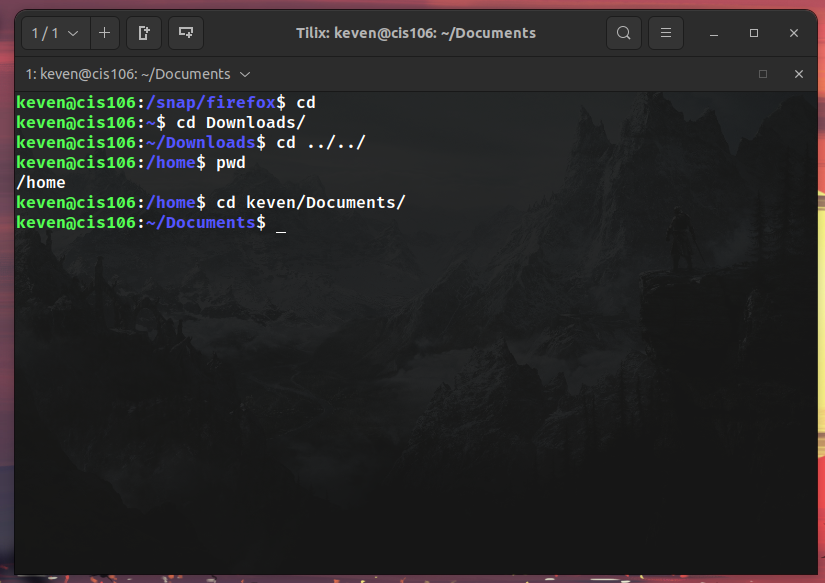 1 / 1
Tilix: keven@cis106: ~/Documents
1: keven@cis106: ~/Documents
keven@cis106:/snap/firefox$ cd
keven@cis106:~$ cd Downloads/
keven@cis106:~/Downloads$ cd ../../
keven@cis106:/home$ pwd
/home
keven@cis106:/home$ cd keven/Documents/
keven@cis106:~/Documents$ _